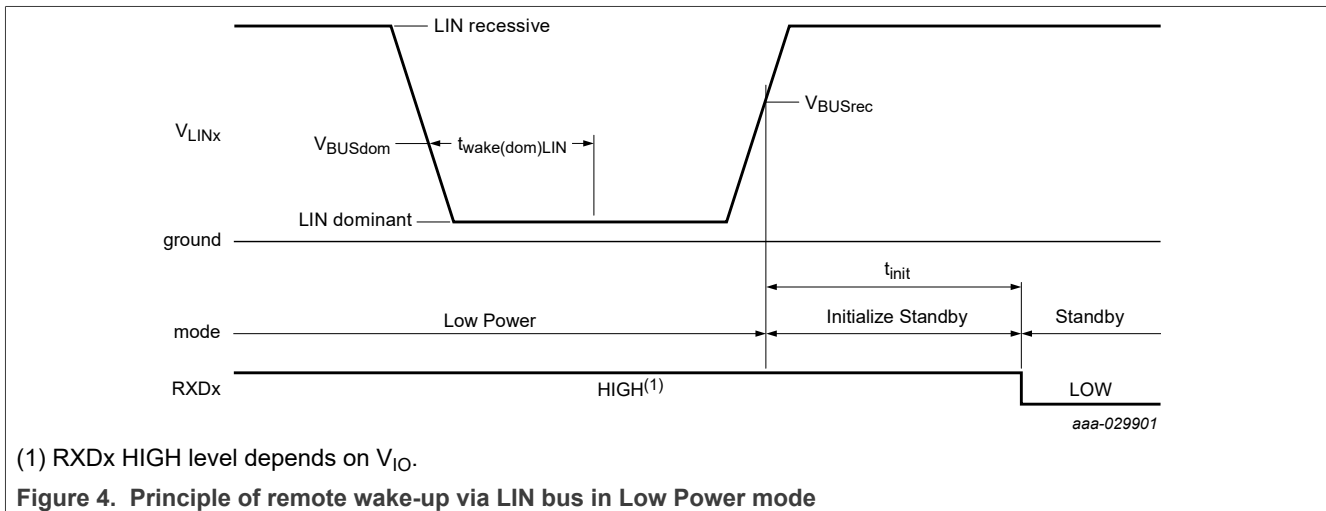 LIN recessive
V_BUSrec
V_LINx
V_BUSdom
t_wake(dom)LIN
LIN dominant
ground
t_init
mode
Low Power
Initialize Standby
Standby
RXDx
HIGH(1)
LOW
aaa-029901
(1) RXDx HIGH level depends on V_IO.
Figure 4. Principle of remote wake-up via LIN bus in Low Power mode